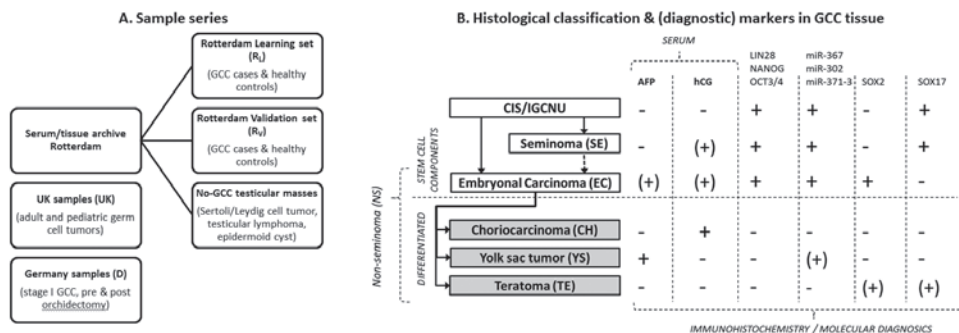 A. Sample series
Rotterdam Learning set
(RL)
(GCC cases & healthy
controls)
Serum/tissue archive
Rotterdam
Rotterdam Validation set
(RV)
(GCC cases & healthy
controls)
UK samples (UK)
(adult and pediatric germ
cell tumors)
No-GCC testicular masses
(Sertoli/Leydig cell tumor,
testicular lymphoma,
epidermoid cyst)
Germany samples (D)
(stage I GCC, pre & post
orchidectomy)
B. Histological classification & (diagnostic) markers in GCC tissue
SERUM
LIN28 miR-367
NANOG miR-302
AFP hCG OCT3/4 miR-371-3 SOX2 SOX17
CIS/IGCNU - - + + - +
Seminoma (SE) - (+) + + - +
Embryonal Carcinoma (EC) (+) (+) + + + -
Choriocarcinoma (CH) - + - - - -
Yolk sac tumor (YS) + - - (+) - -
Teratoma (TE) - - - - (+) (+)
STEM CELL
COMPONENTS
DIFFERENTIATED
Non-seminoma (NS)
IMMUNOHISTOCHEMISTRY / MOLECULAR DIAGNOSICS